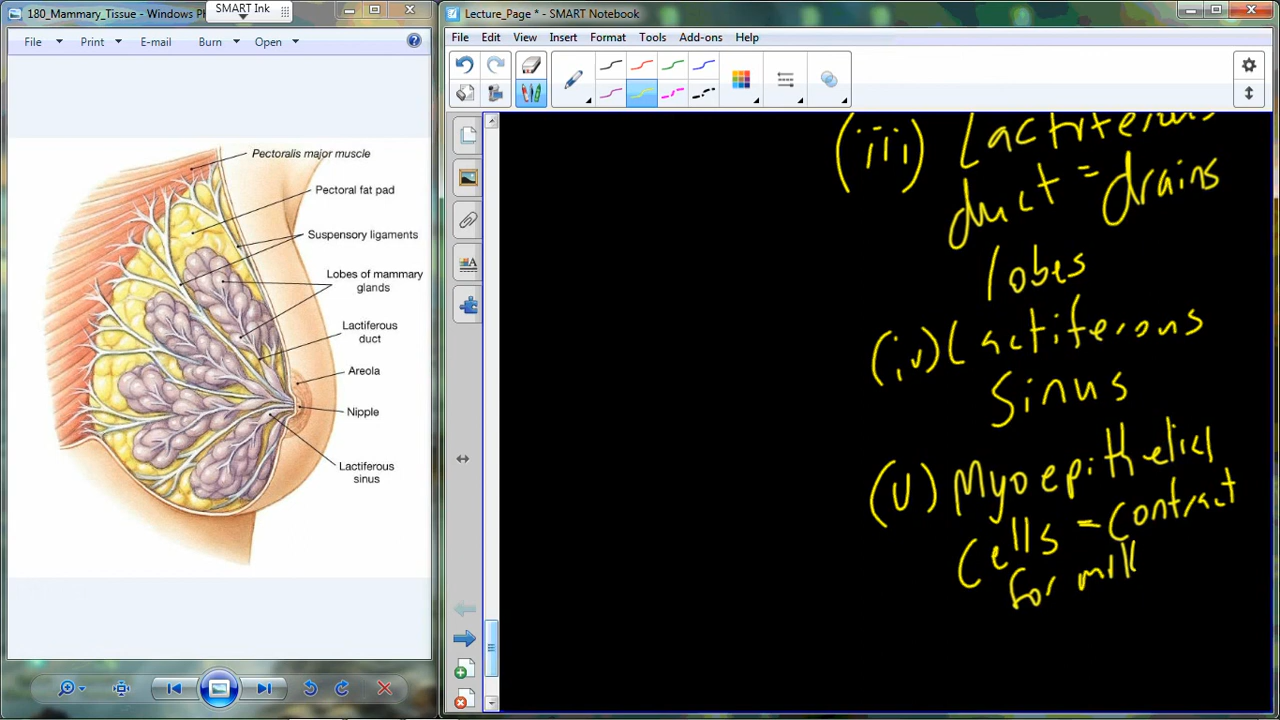 180_Mammary_Tissue - Windows Ph
SMART Ink
File
Print
E-mail
Burn
Open
Pectoralis major muscle
Pectoral fat pad
Suspensory ligaments
Lobes of mammary
glands
Lactiferous
duct
Areola
Nipple
Lactiferous
sinus
Lecture_Page * - SMART Notebook
File Edit View Insert Format Tools Add-ons Help
(iii) Lactiferous
duct = drains
lobes
(iv) Lactiferous
Sinus
(V) Myoepithelial
Cells = Contract
for milk